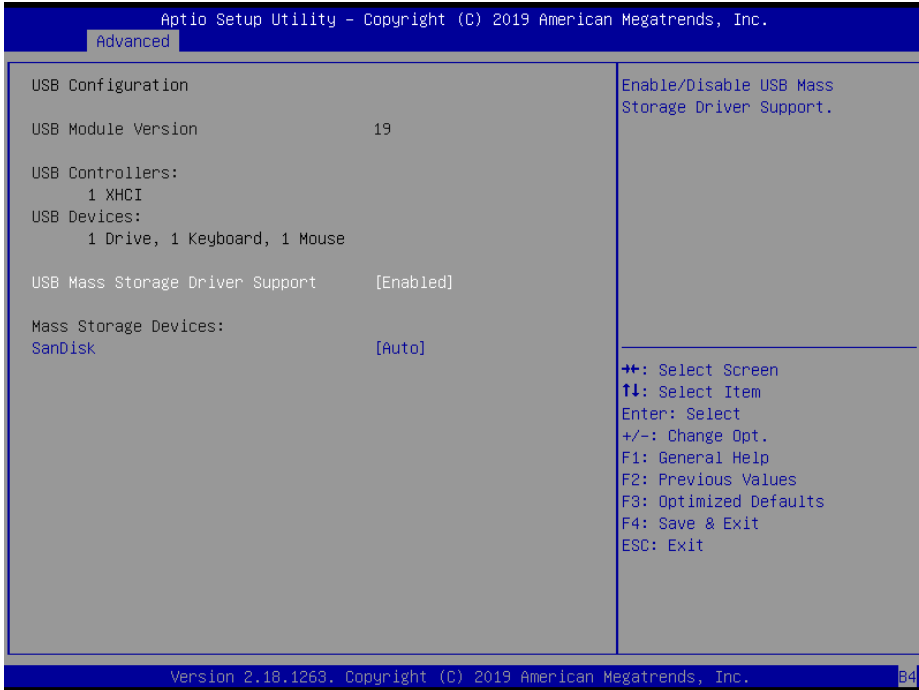 Aptio Setup Utility – Copyright (C) 2019 American Megatrends, Inc.
Advanced
USB Configuration
USB Module Version 19
USB Controllers:
1 XHCI
USB Devices:
1 Drive, 1 Keyboard, 1 Mouse
USB Mass Storage Driver Support [Enabled]
Mass Storage Devices:
SanDisk [Auto]
Enable/Disable USB Mass
Storage Driver Support.
→←: Select Screen
↑↓: Select Item
Enter: Select
+/-: Change Opt.
F1: General Help
F2: Previous Values
F3: Optimized Defaults
F4: Save & Exit
ESC: Exit
Version 2.18.1263. Copyright (C) 2019 American Megatrends, Inc.
B4